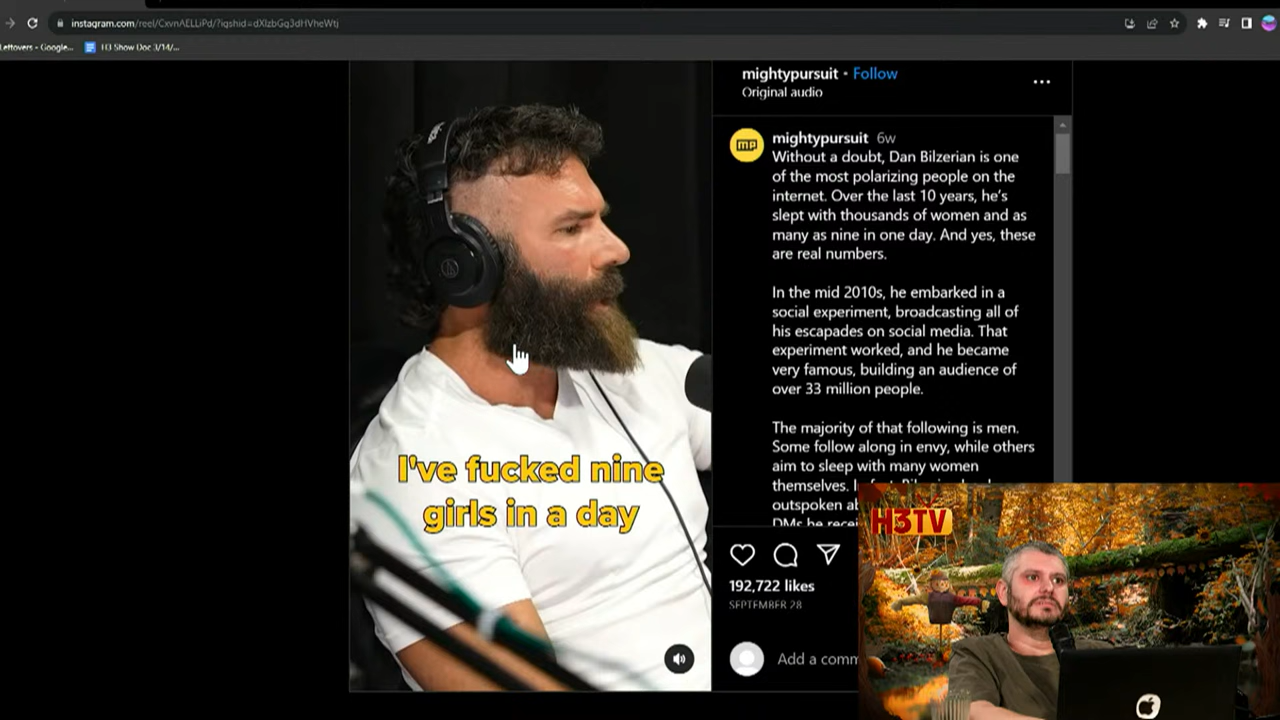 instagram.com/reel/CxvnAELLiPd/?igshid=dXlzbGg3dHVheWtj
Leftovers - Google...
H3 Show Doc 3/14/...
mightypursuit • Follow
Original audio
mightypursuit 6w
Without a doubt, Dan Bilzerian is one
of the most polarizing people on the
internet. Over the last 10 years, he's
slept with thousands of women and as
many as nine in one day. And yes, these
are real numbers.
In the mid 2010s, he embarked in a
social experiment, broadcasting all of
his escapades on social media. That
experiment worked, and he became
very famous, building an audience of
over 33 million people.
The majority of that following is men.
Some follow along in envy, while others
aim to sleep with many women
themselves.
outspoken
DMs he
I've fucked nine
girls in a day
192,722 likes
SEPTEMBER 28
Add a comm
H3TV